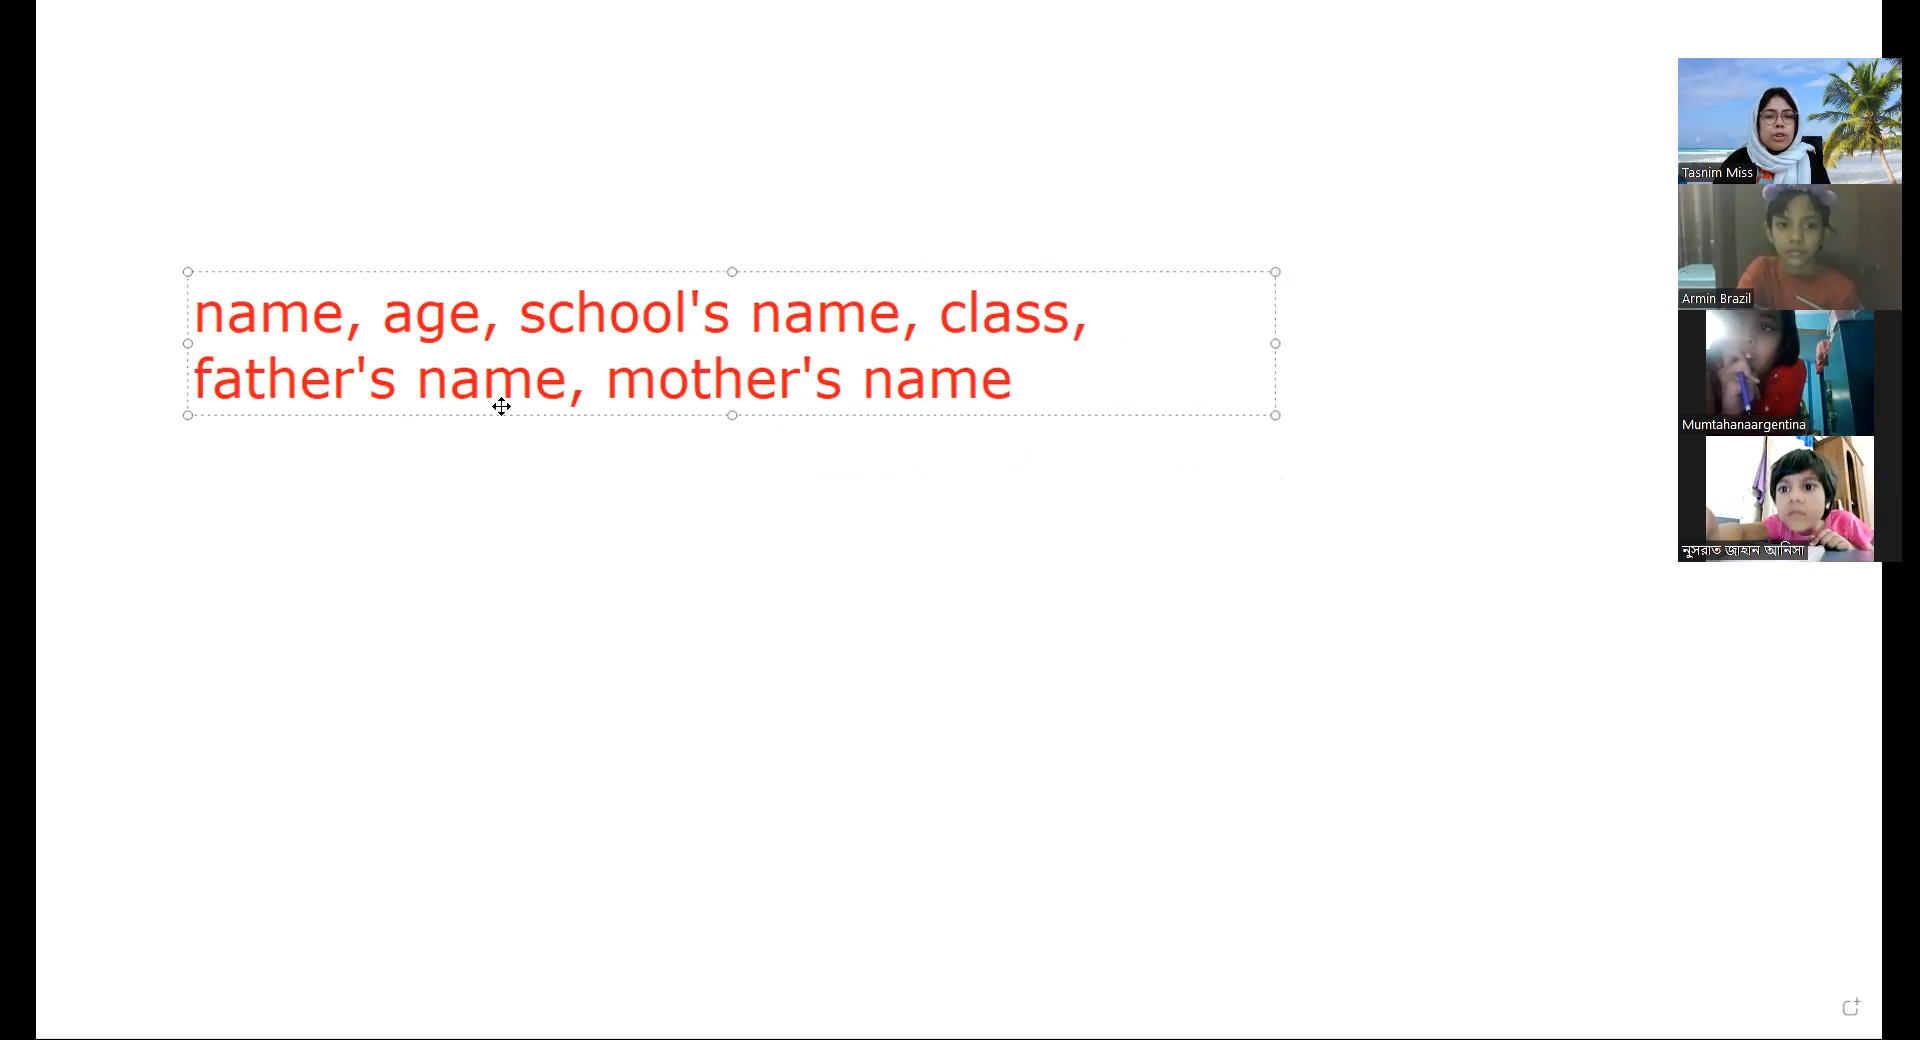 name, age, school's name, class,
father's name, mother's name
Tasnim Miss
Armin Brazil
Mumtahanaargentina
নুসরাত জাহান আনিসা